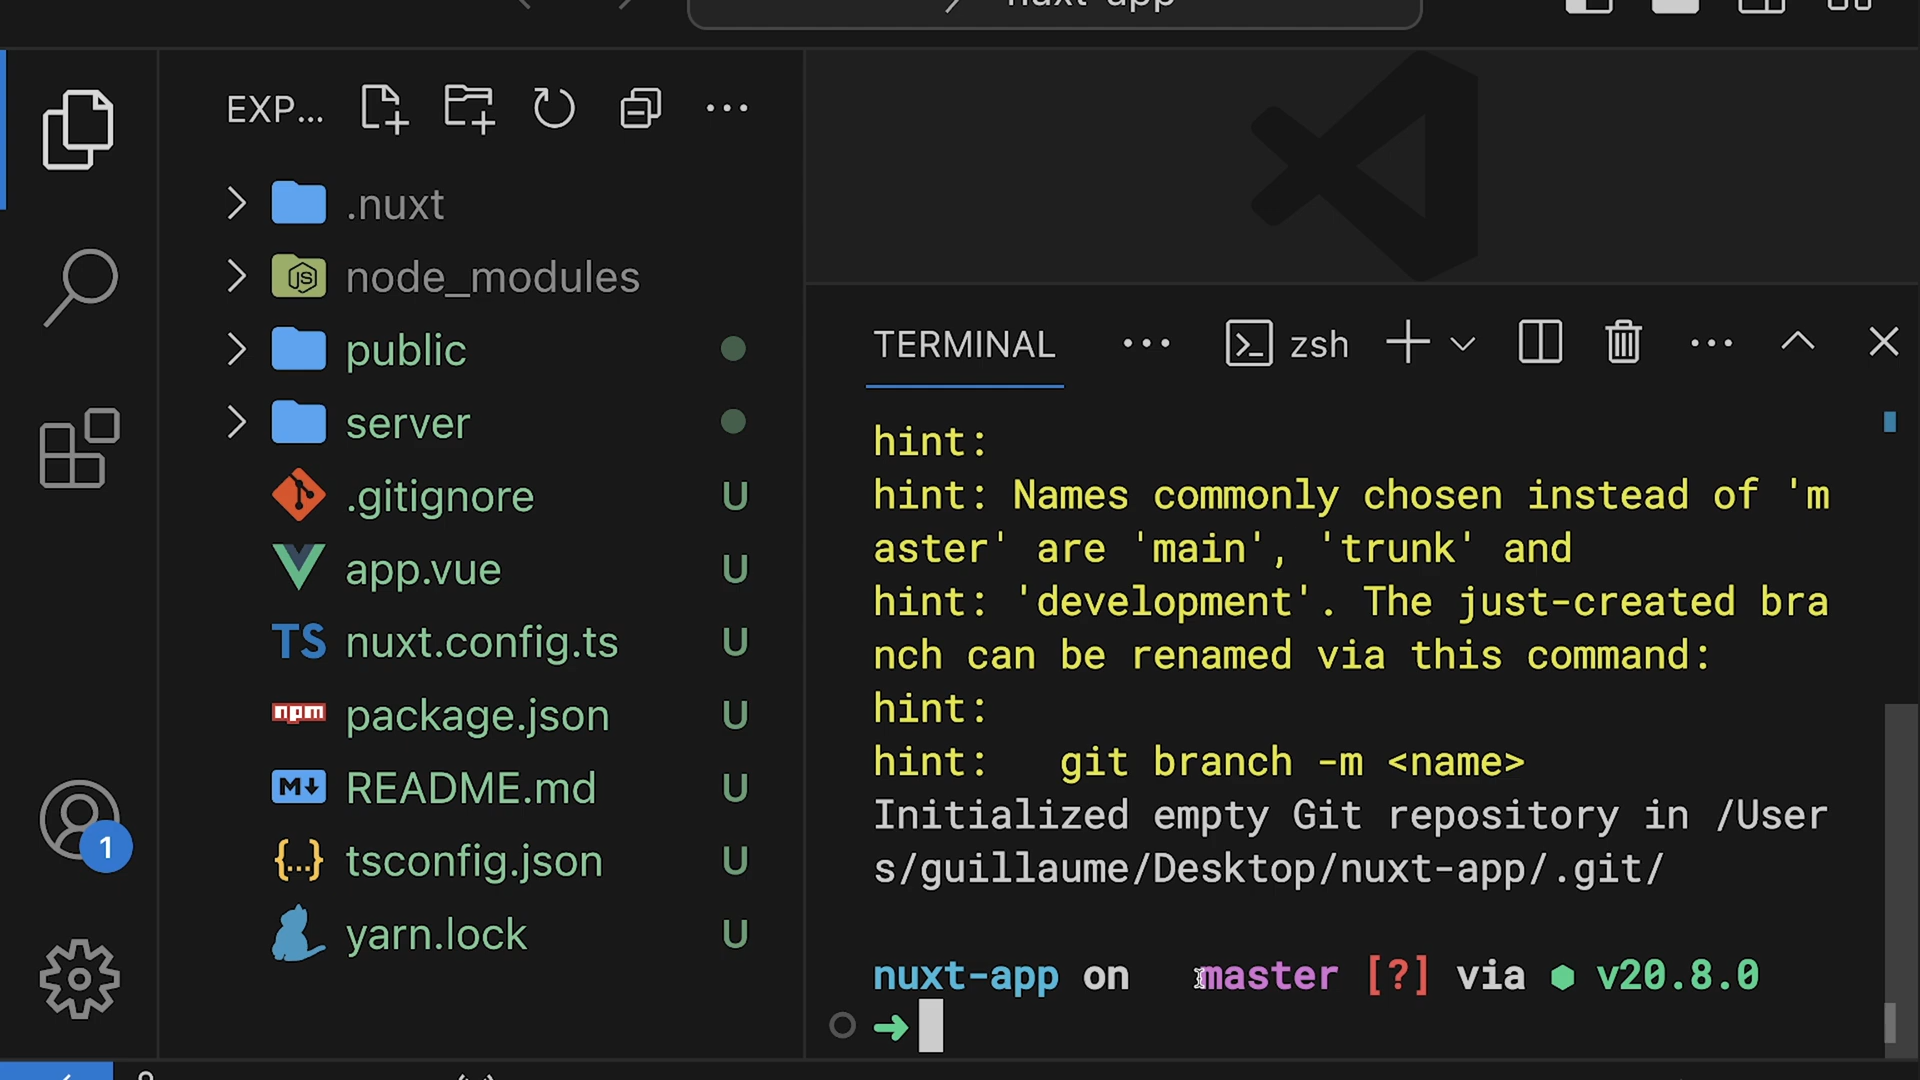 nuxt-app
EXP...
.nuxt
node_modules
public
server
.gitignore U
app.vue U
TS nuxt.config.ts U
npm package.json U
M README.md U
{...} tsconfig.json U
yarn.lock U
1
TERMINAL
zsh
hint:
hint: Names commonly chosen instead of 'm
aster' are 'main', 'trunk' and
hint: 'development'. The just-created bra
nch can be renamed via this command:
hint:
hint:   git branch -m <name>
Initialized empty Git repository in /User
s/guillaume/Desktop/nuxt-app/.git/
nuxt-app on master [?] via v20.8.0